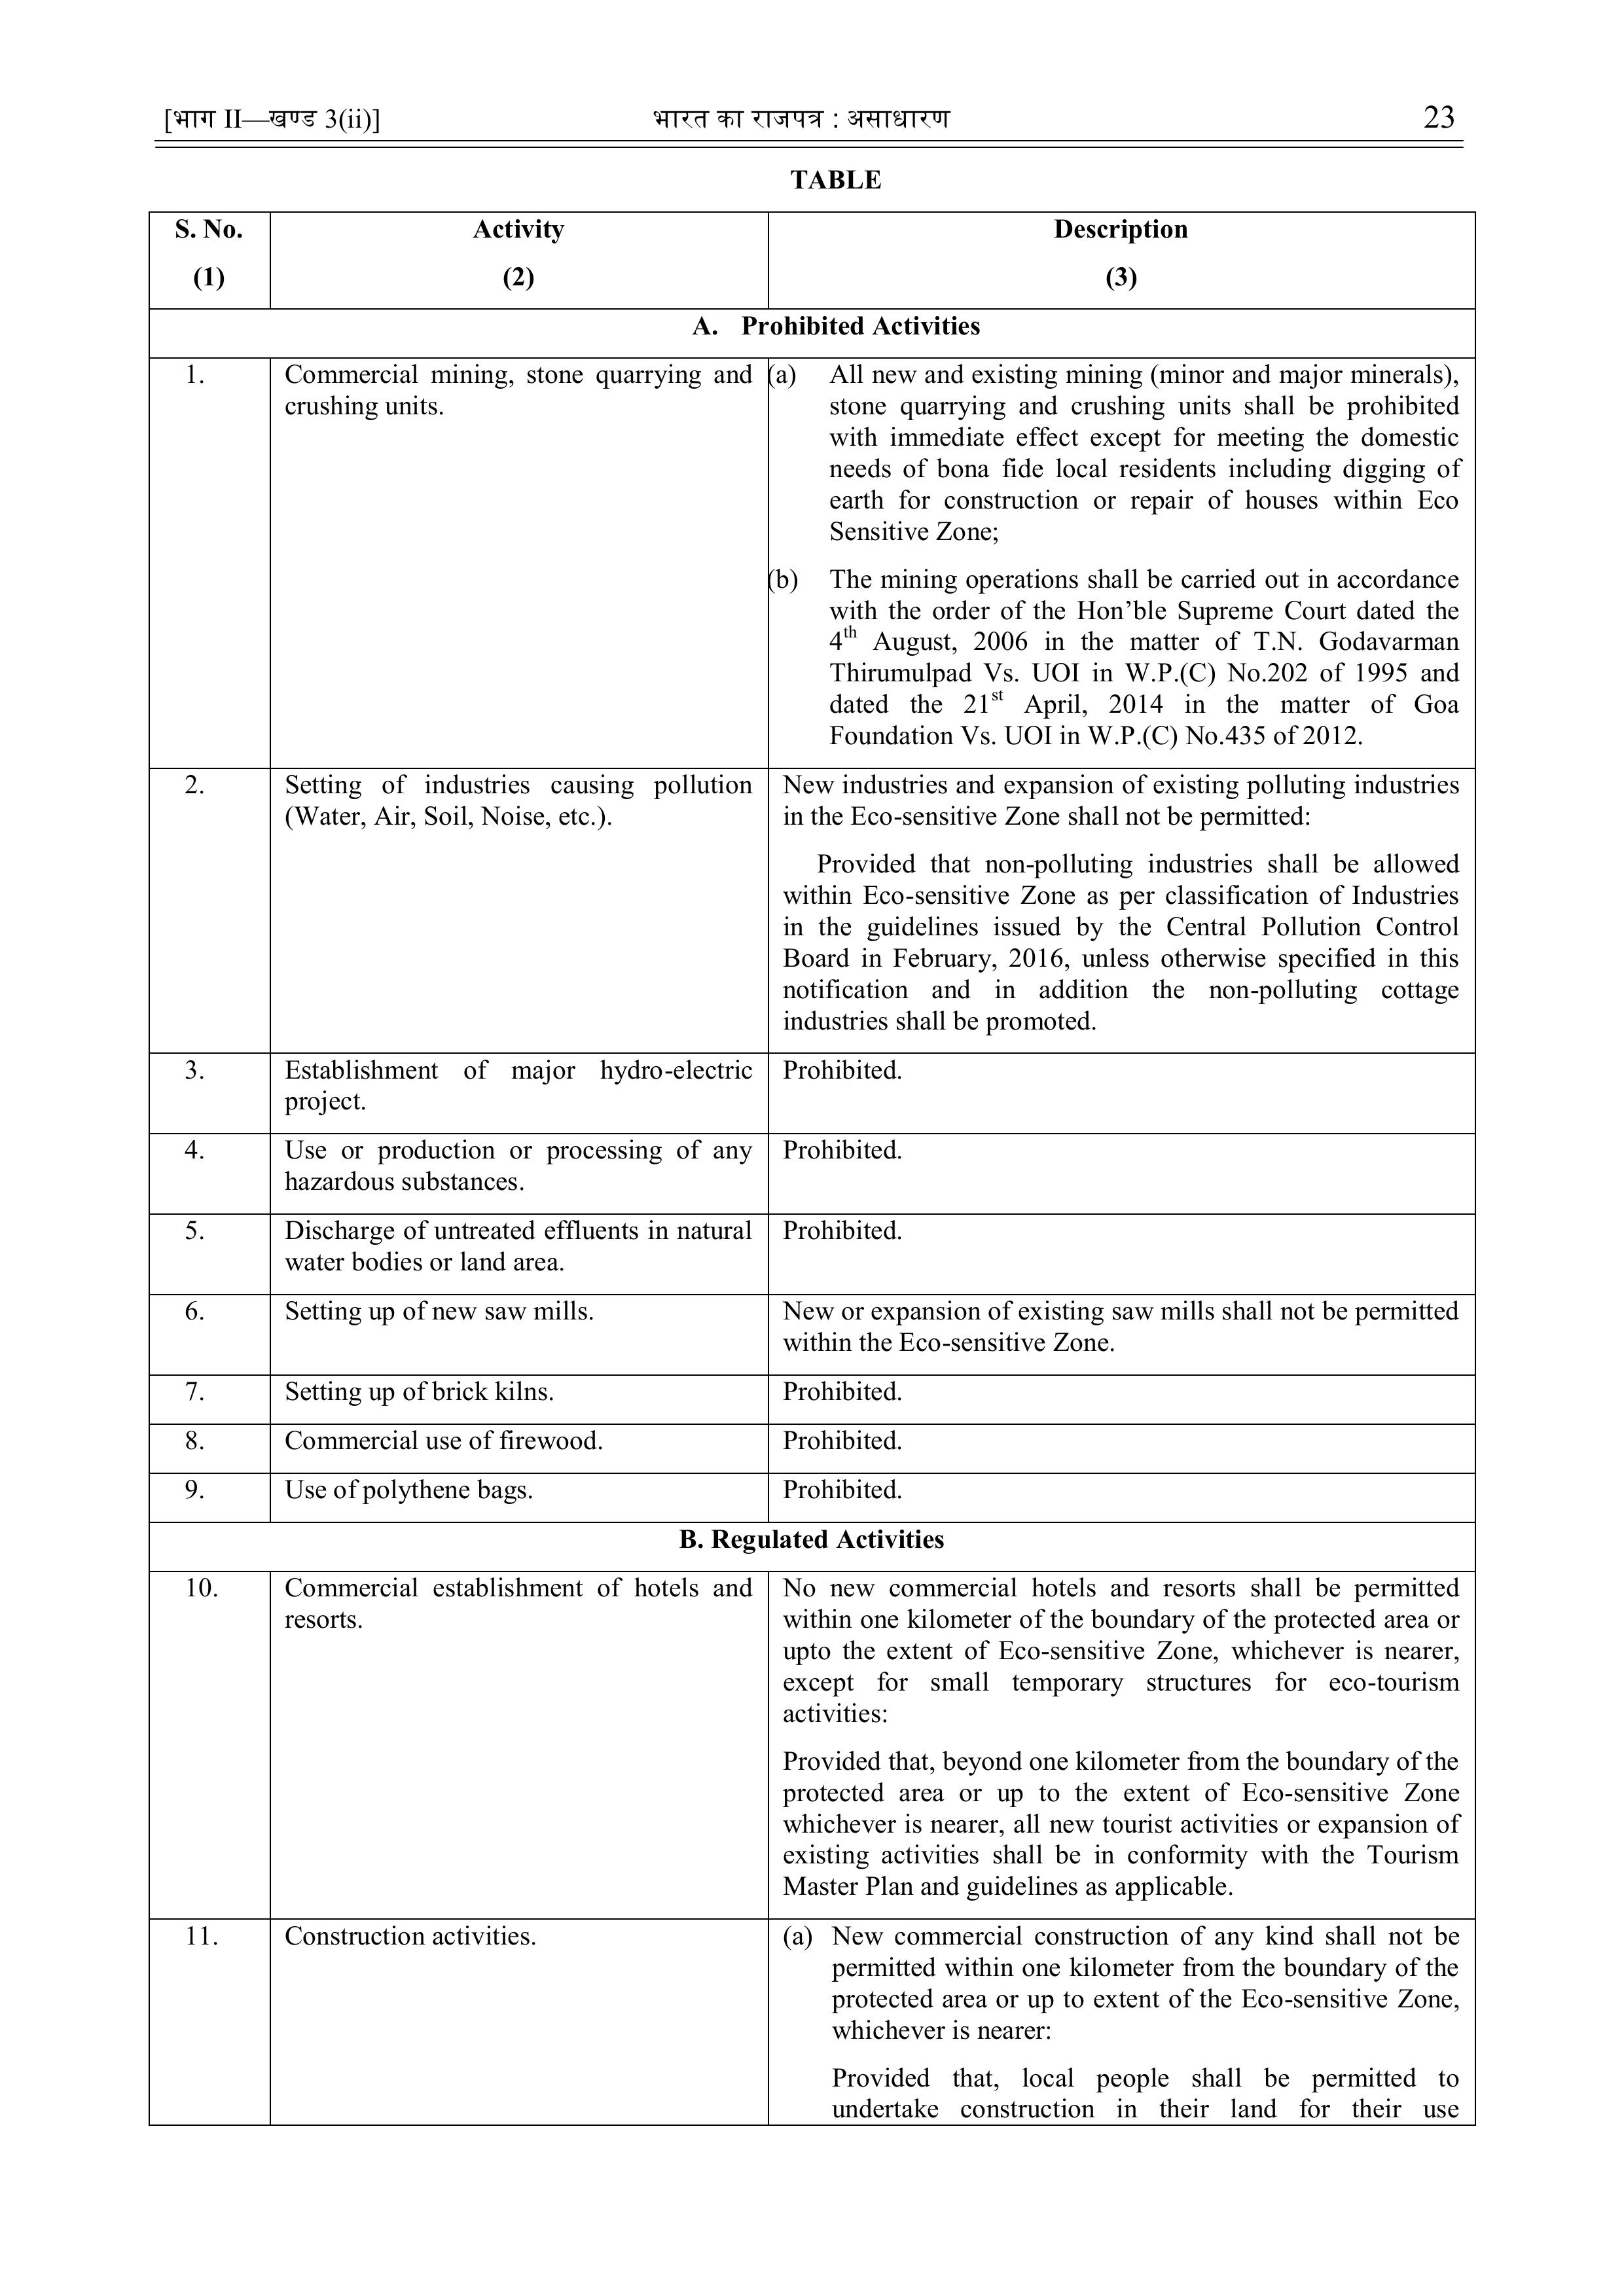 [भाग II—खण्ड 3(ii)] भारत का राजपत्र : असाधारण 23
TABLE
S. No. Activity Description
(1) (2) (3)
A. Prohibited Activities
1. Commercial mining, stone quarrying and crushing units.
(a) All new and existing mining (minor and major minerals),
stone quarrying and crushing units shall be prohibited
with immediate effect except for meeting the domestic
needs of bona fide local residents including digging of
earth for construction or repair of houses within Eco
Sensitive Zone;
(b) The mining operations shall be carried out in accordance
with the order of the Hon’ble Supreme Court dated the
4th August, 2006 in the matter of T.N. Godavarman
Thirumulpad Vs. UOI in W.P.(C) No.202 of 1995 and
dated the 21st April, 2014 in the matter of Goa
Foundation Vs. UOI in W.P.(C) No.435 of 2012.
2. Setting of industries causing pollution
(Water, Air, Soil, Noise, etc.).
New industries and expansion of existing polluting industries
in the Eco-sensitive Zone shall not be permitted:
Provided that non-polluting industries shall be allowed
within Eco-sensitive Zone as per classification of Industries
in the guidelines issued by the Central Pollution Control
Board in February, 2016, unless otherwise specified in this
notification and in addition the non-polluting cottage
industries shall be promoted.
3. Establishment of major hydro-electric
project.
Prohibited.
4. Use or production or processing of any
hazardous substances.
Prohibited.
5. Discharge of untreated effluents in natural
water bodies or land area.
Prohibited.
6. Setting up of new saw mills.
New or expansion of existing saw mills shall not be permitted
within the Eco-sensitive Zone.
7. Setting up of brick kilns. Prohibited.
8. Commercial use of firewood. Prohibited.
9. Use of polythene bags. Prohibited.
B. Regulated Activities
10. Commercial establishment of hotels and
resorts.
No new commercial hotels and resorts shall be permitted
within one kilometer of the boundary of the protected area or
upto the extent of Eco-sensitive Zone, whichever is nearer,
except for small temporary structures for eco-tourism
activities:
Provided that, beyond one kilometer from the boundary of the
protected area or up to the extent of Eco-sensitive Zone
whichever is nearer, all new tourist activities or expansion of
existing activities shall be in conformity with the Tourism
Master Plan and guidelines as applicable.
11. Construction activities.
(a) New commercial construction of any kind shall not be
permitted within one kilometer from the boundary of the
protected area or up to extent of the Eco-sensitive Zone,
whichever is nearer:
Provided that, local people shall be permitted to
undertake construction in their land for their use